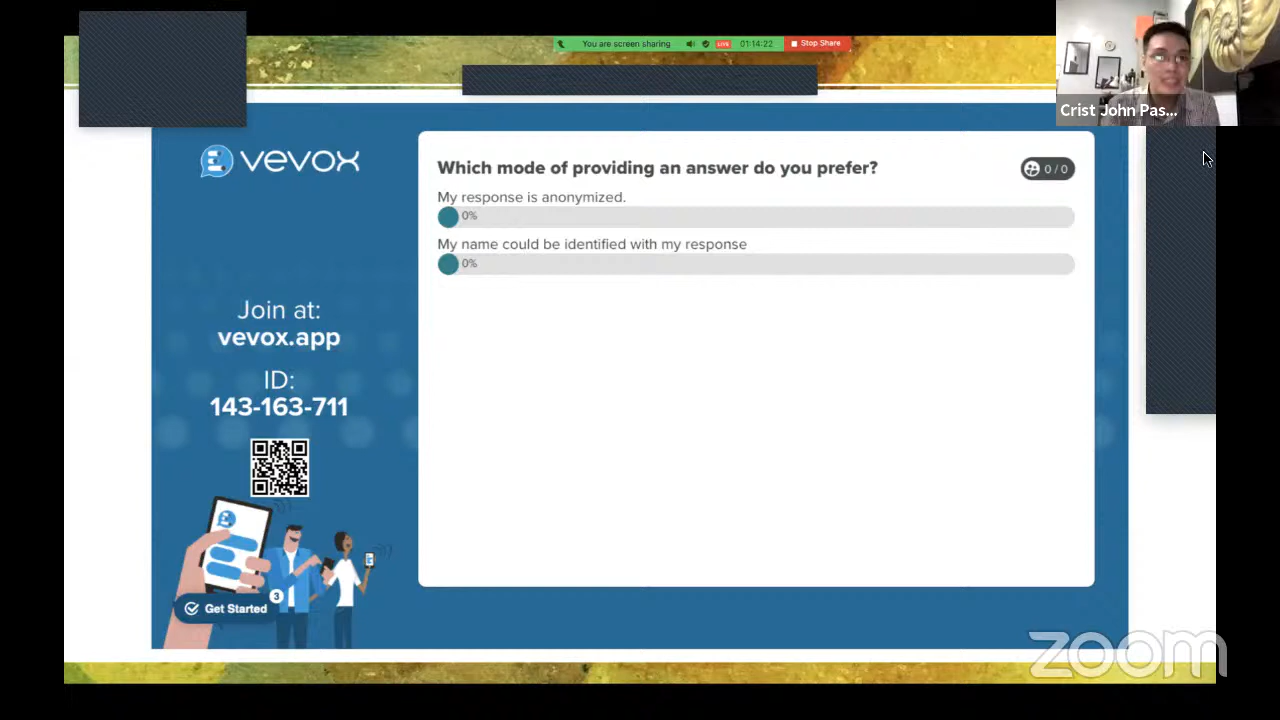 You are screen sharing LIVE 01:14:22 Stop Share
Crist John Pas...
vevox
Which mode of providing an answer do you prefer?
0 / 0
My response is anonymized.
0%
My name could be identified with my response
0%
Join at:
vevox.app
ID:
143-163-711
3
Get Started
zoom